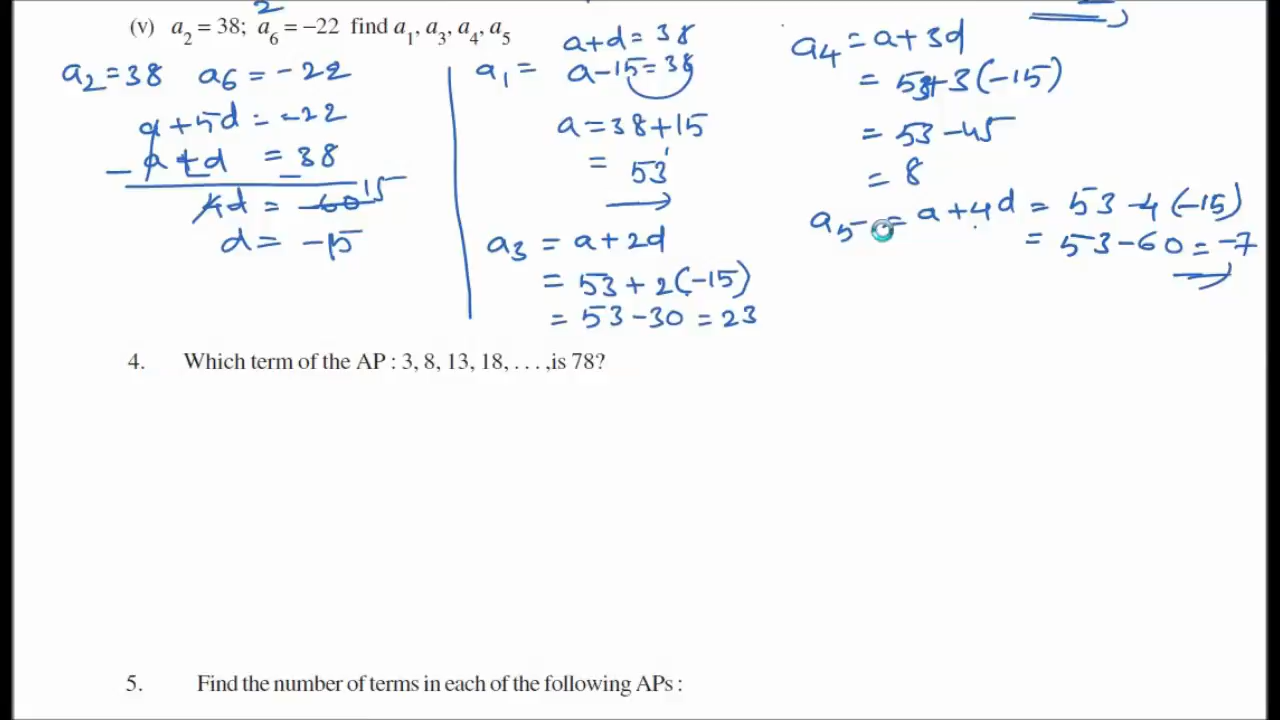 (v) a₂ = 38; a₆ = −22 find a₁, a₃, a₄, a₅
2
a₂ = 38 a₆ = −22
a + 5d = −22
− a + d = 38
−
4d = −60 15
d = −15
a₁ =
a + d = 38
a − 15 = 38
a = 38 + 15
= 53
a₃ = a + 2d
= 53 + 2(−15)
= 53 − 30 = 23
a₄ = a + 3d
= 53 + 3(−15)
= 53 − 45
= 8
a₅ = a + 4d = 53 − 4(−15)
= 53 − 60 = −7
4. Which term of the AP : 3, 8, 13, 18, . . . ,is 78?
5. Find the number of terms in each of the following APs :